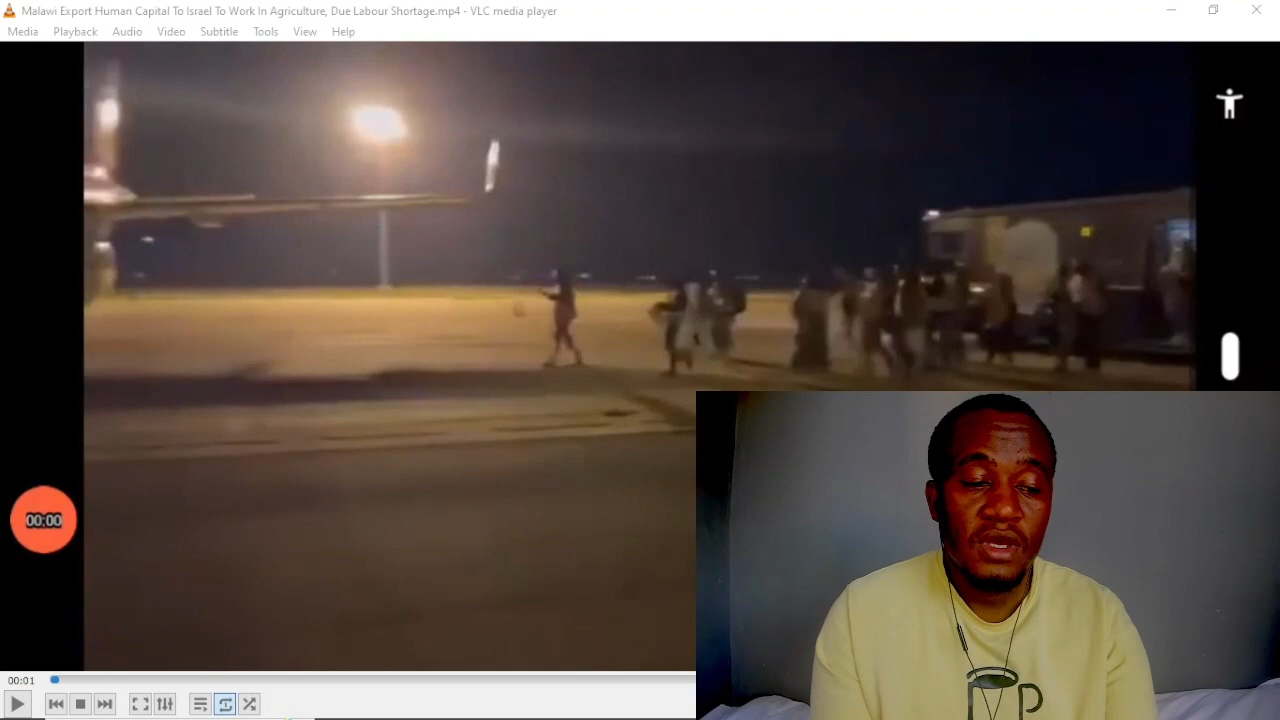 Malawi Export Human Capital To Israel To Work In Agriculture, Due Labour Shortage.mp4 - VLC media player
Media Playback Audio Video Subtitle Tools View Help
00:00
00:01